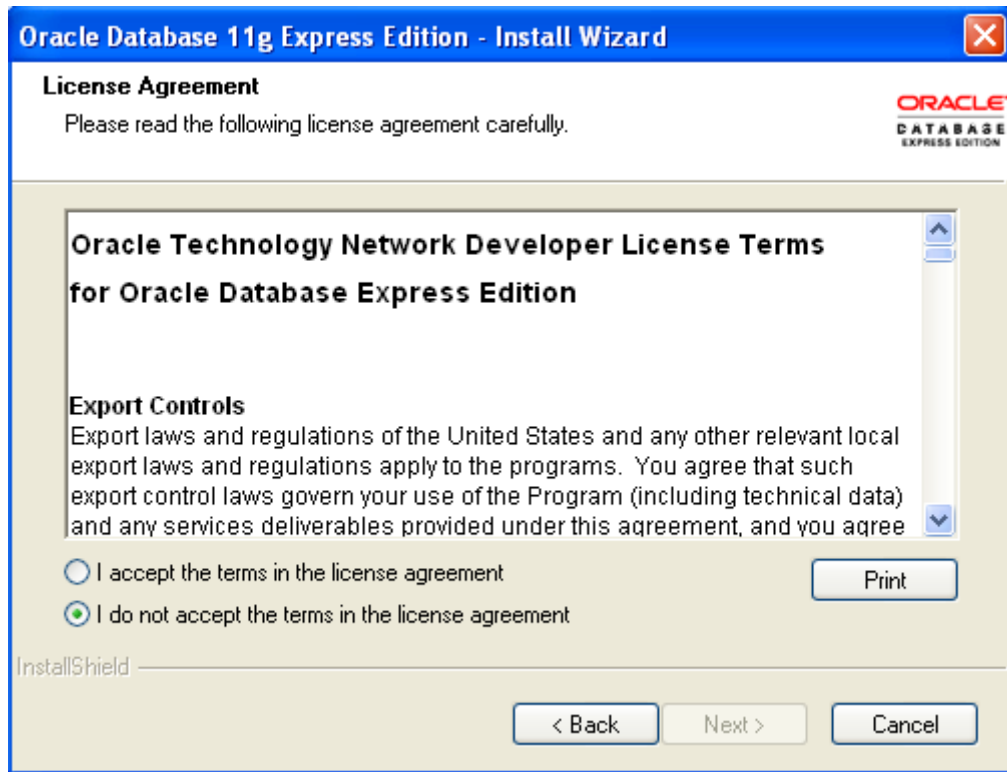 Oracle Database 11g Express Edition - Install Wizard
License Agreement
Please read the following license agreement carefully.
ORACLE
DATABASE
EXPRESS EDITION
Oracle Technology Network Developer License Terms
for Oracle Database Express Edition
Export Controls
Export laws and regulations of the United States and any other relevant local
export laws and regulations apply to the programs. You agree that such
export control laws govern your use of the Program (including technical data)
and any services deliverables provided under this agreement, and you agree
I accept the terms in the license agreement
Print
I do not accept the terms in the license agreement
InstallShield
< Back Next > Cancel